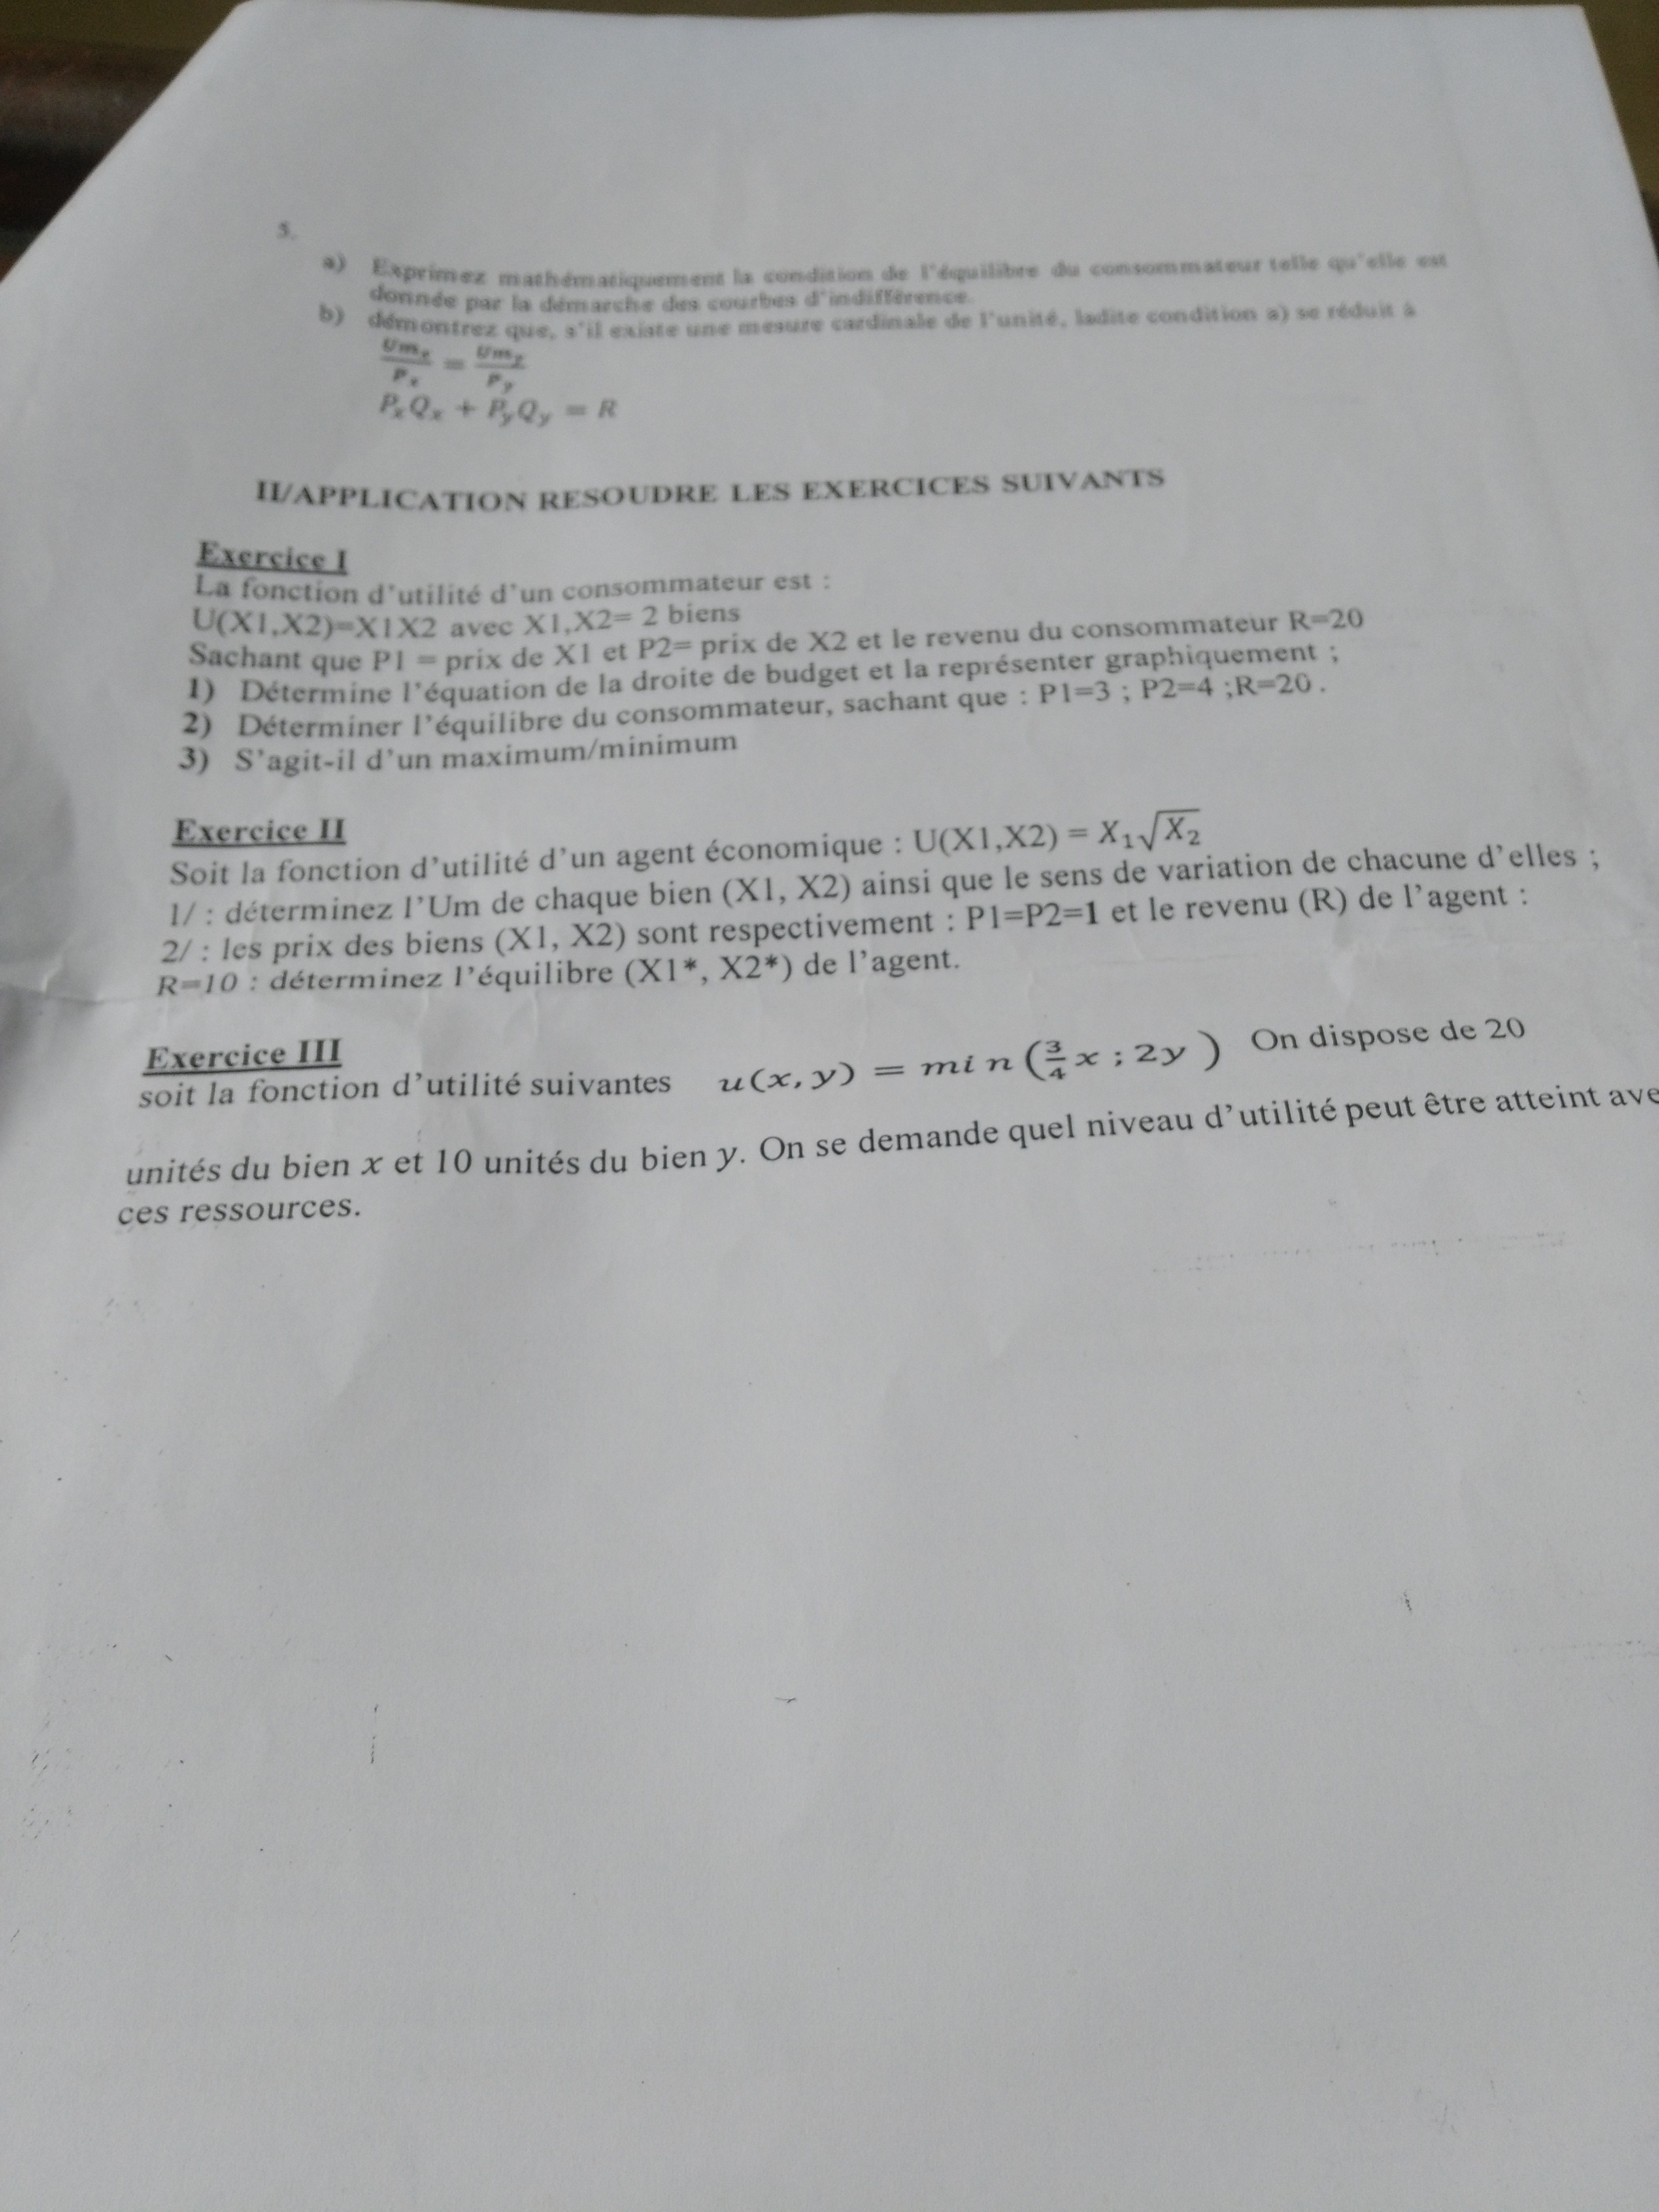 5.
a) Exprimez mathématiquement la condition de l'équilibre du consommateur telle qu'elle est
donnée par la démarche des courbes d'indifférence.
b) démontrez que, s'il existe une mesure cardinale de l'unité, ladite condition a) se réduit à
Um_x/P_x = Um_y/P_y
P_xQ_x + P_yQ_y = R
II/APPLICATION RESOUDRE LES EXERCICES SUIVANTS
Exercice I
La fonction d'utilité d'un consommateur est :
U(X1,X2)=X1X2 avec X1,X2= 2 biens
Sachant que P1 = prix de X1 et P2= prix de X2 et le revenu du consommateur R=20
1) Détermine l'équation de la droite de budget et la représenter graphiquement ;
2) Déterminer l'équilibre du consommateur, sachant que : P1=3 ; P2=4 ;R=20 .
3) S'agit-il d'un maximum/minimum
Exercice II
Soit la fonction d'utilité d'un agent économique : U(X1,X2) = X₁√X₂
1/ : déterminez l'Um de chaque bien (X1, X2) ainsi que le sens de variation de chacune d'elles ;
2/ : les prix des biens (X1, X2) sont respectivement : P1=P2=1 et le revenu (R) de l'agent :
R=10 : déterminez l'équilibre (X1*, X2*) de l'agent.
Exercice III
soit la fonction d'utilité suivantes u(x, y) = min (3/4 x ; 2y ) On dispose de 20
unités du bien x et 10 unités du bien y. On se demande quel niveau d'utilité peut être atteint ave
ces ressources.